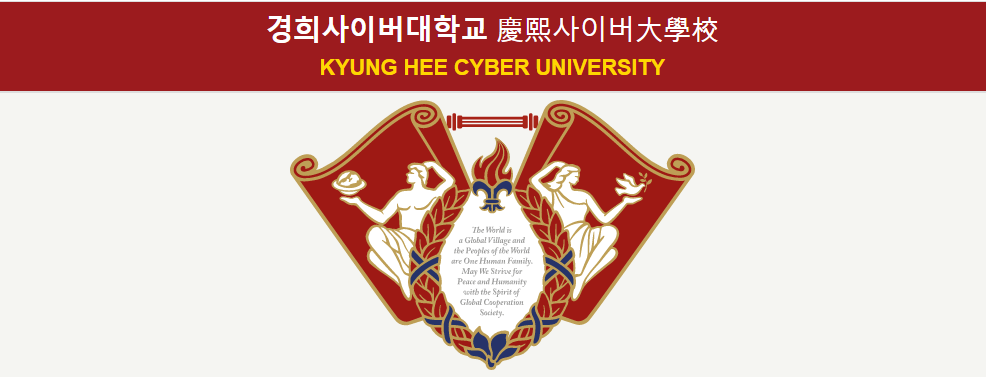 경희사이버대학교 慶熙사이버大學校
KYUNG HEE CYBER UNIVERSITY
The World is
a Global Village and
the Peoples of the World
are One Human Family.
May We Strive for
Peace and Humanity
with the Spirit of
Global Cooperation
Society.